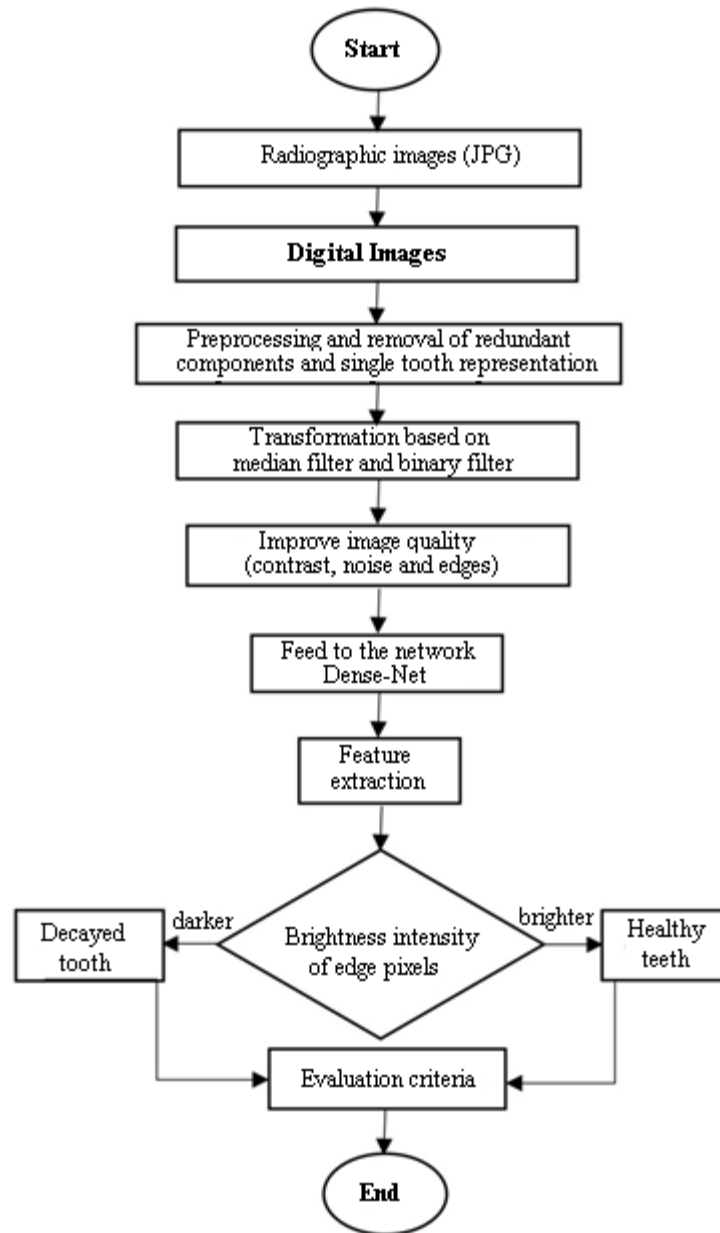 Start
Radiographic images (JPG)
Digital Images
Preprocessing and removal of redundant
components and single tooth representation
Transformation based on
median filter and binary filter
Improve image quality
(contrast, noise and edges)
Feed to the network
Dense-Net
Feature
extraction
darker
brighter
Decayed
tooth
Brightness intensity
of edge pixels
Healthy
teeth
Evaluation criteria
End